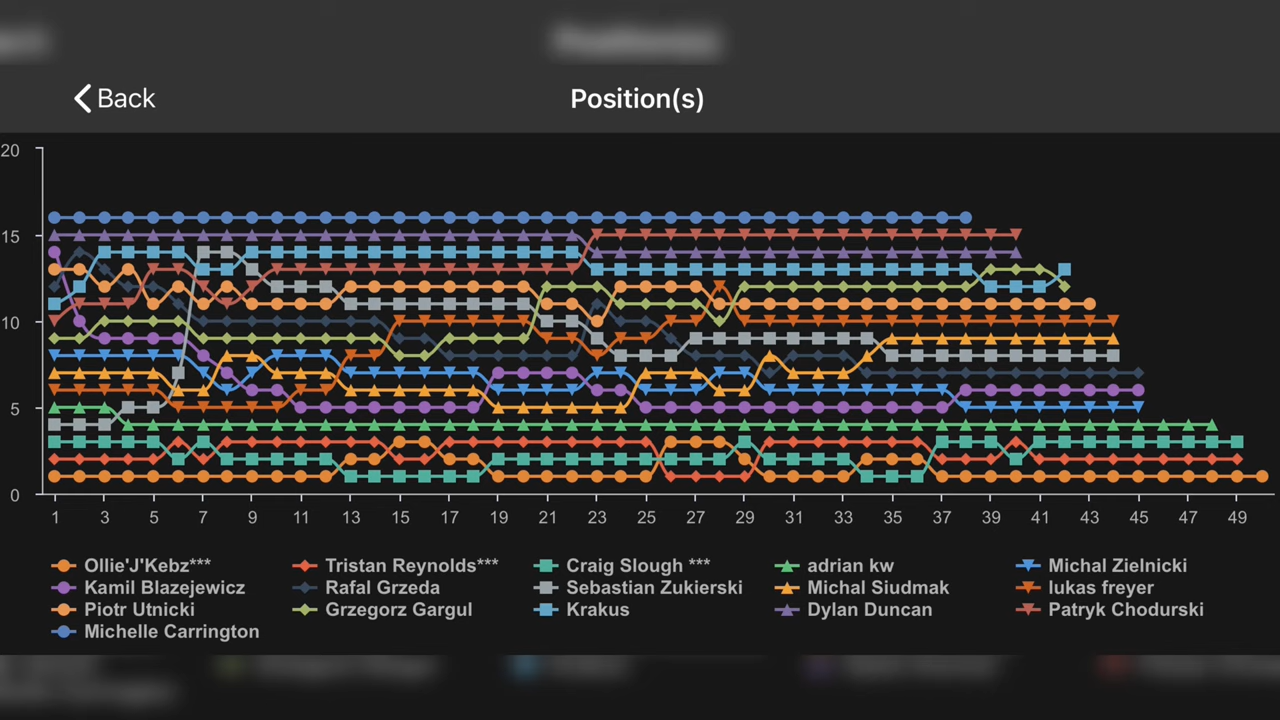 Back Position(s)
20
15
10
5
0
1 3 5 7 9 11 13 15 17 19 21 23 25 27 29 31 33 35 37 39 41 43 45 47 49
Ollie'J'Kebz*** Tristan Reynolds*** Craig Slough *** adrian kw Michal Zielnicki
Kamil Blazejewicz Rafal Grzeda Sebastian Zukierski Michal Siudmak lukas freyer
Piotr Utnicki Grzegorz Gargul Krakus Dylan Duncan Patryk Chodurski
Michelle Carrington